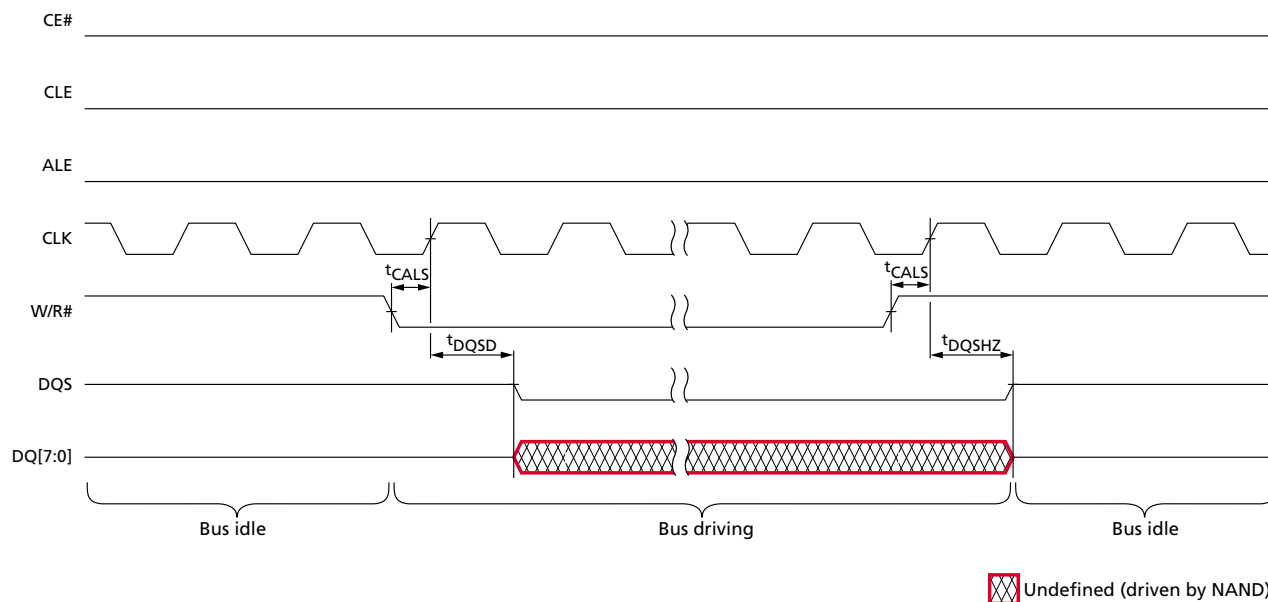 CE#
CLE
ALE
CLK
tCALS tCALS
W/R#
tDQSD tDQSHZ
DQS
DQ[7:0]
Bus idle Bus driving Bus idle
Undefined (driven by NAND)